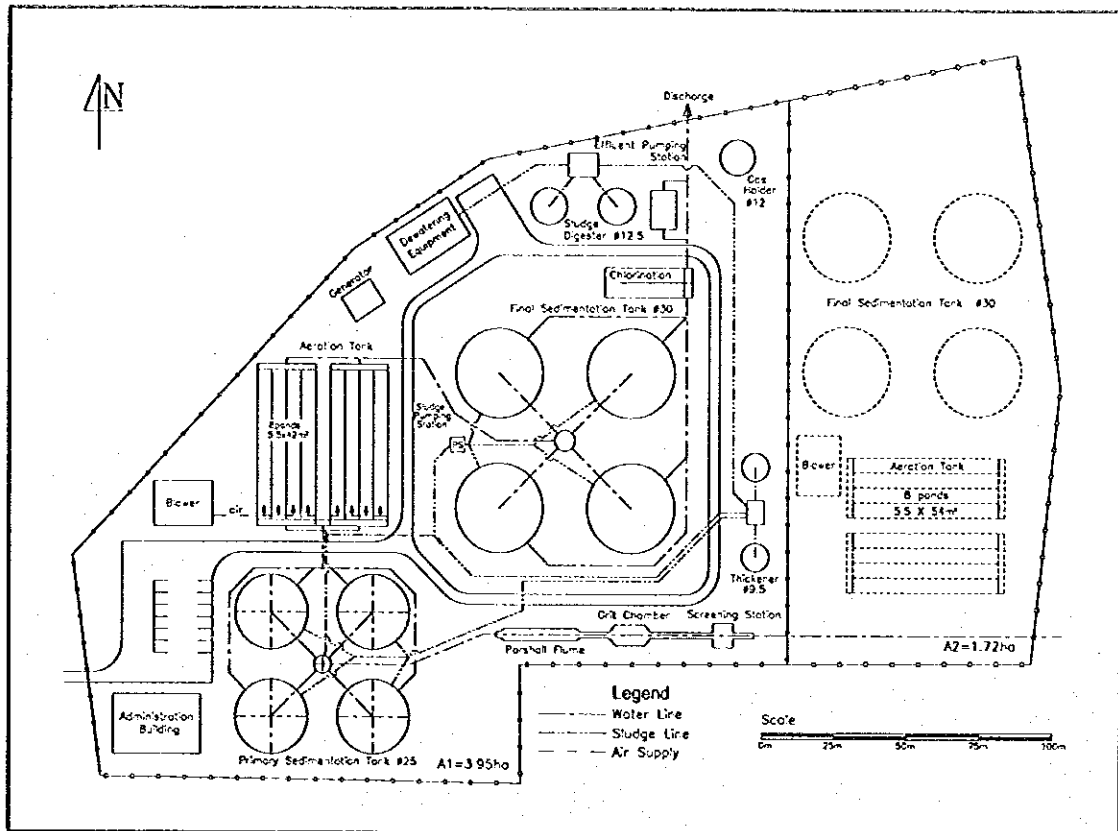 N
Discharge
Effluent Pumping
Station
Gas
Holder
#12
Sludge
Digester #12.5
Dewatering
Equipment
Generator
Chlorination
Final Sedimentation Tank #30
Final Sedimentation Tank #30
Aeration Tank
Sludge
Pumping
Station
PS
8ponds
5.5x42m²
Blower
air
Blower
Aeration Tank
8 ponds
5.5 X 54m²
Thickener
#9.5
Grit Chamber
Screening Station
Parshall Flume
A2=1.72ha
Administration
Building
Primary Sedimentation Tank #25
A1=3.95ha
Legend
Water Line
Sludge Line
Air Supply
Scale
0m 25m 50m 75m 100m